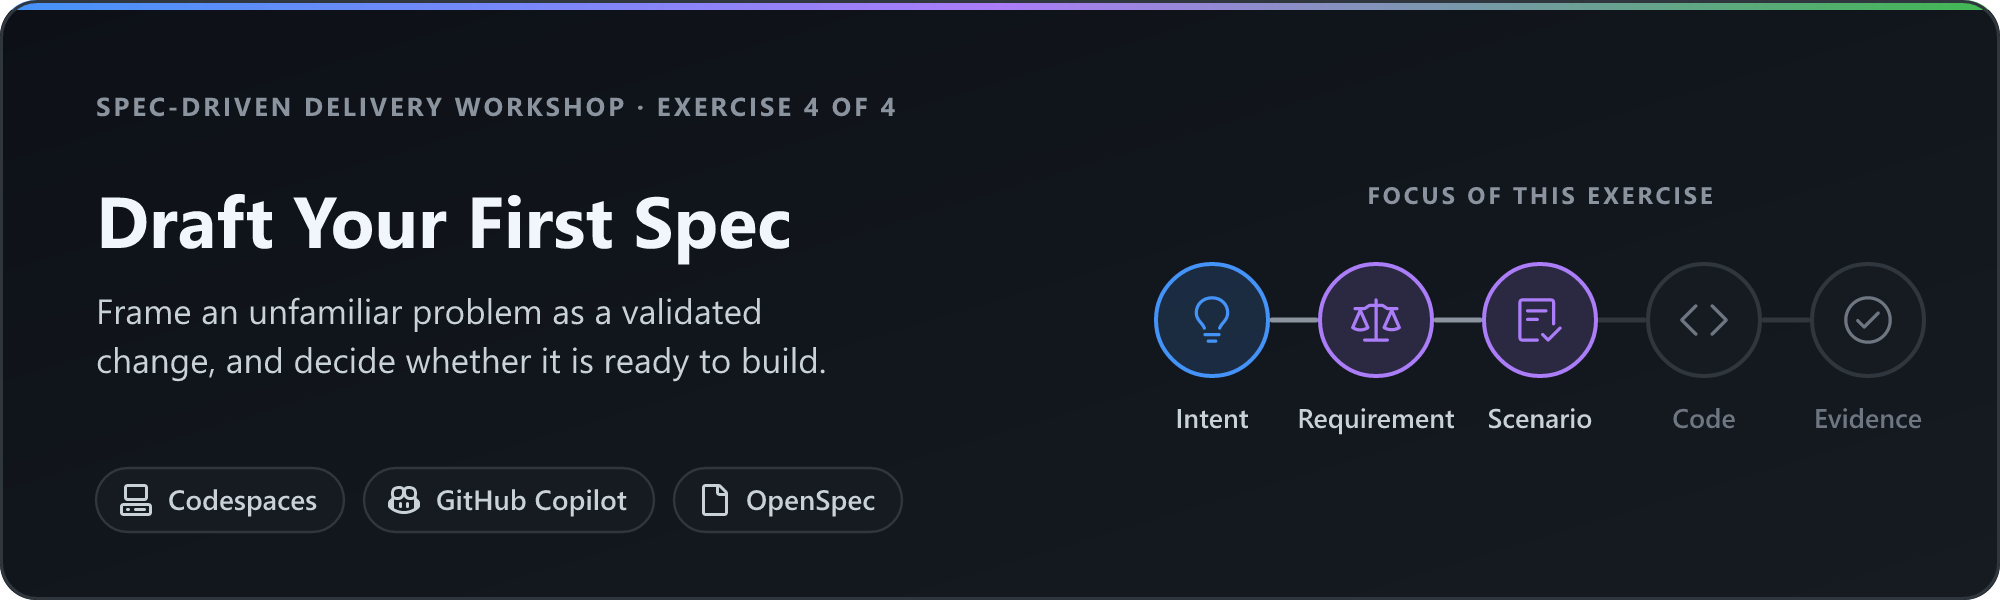 SPEC-DRIVEN DELIVERY WORKSHOP · EXERCISE 4 OF 4
Draft Your First Spec
Frame an unfamiliar problem as a validated
change, and decide whether it is ready to build.
Codespaces
GitHub Copilot
OpenSpec
FOCUS OF THIS EXERCISE
Intent
Requirement
Scenario
Code
Evidence